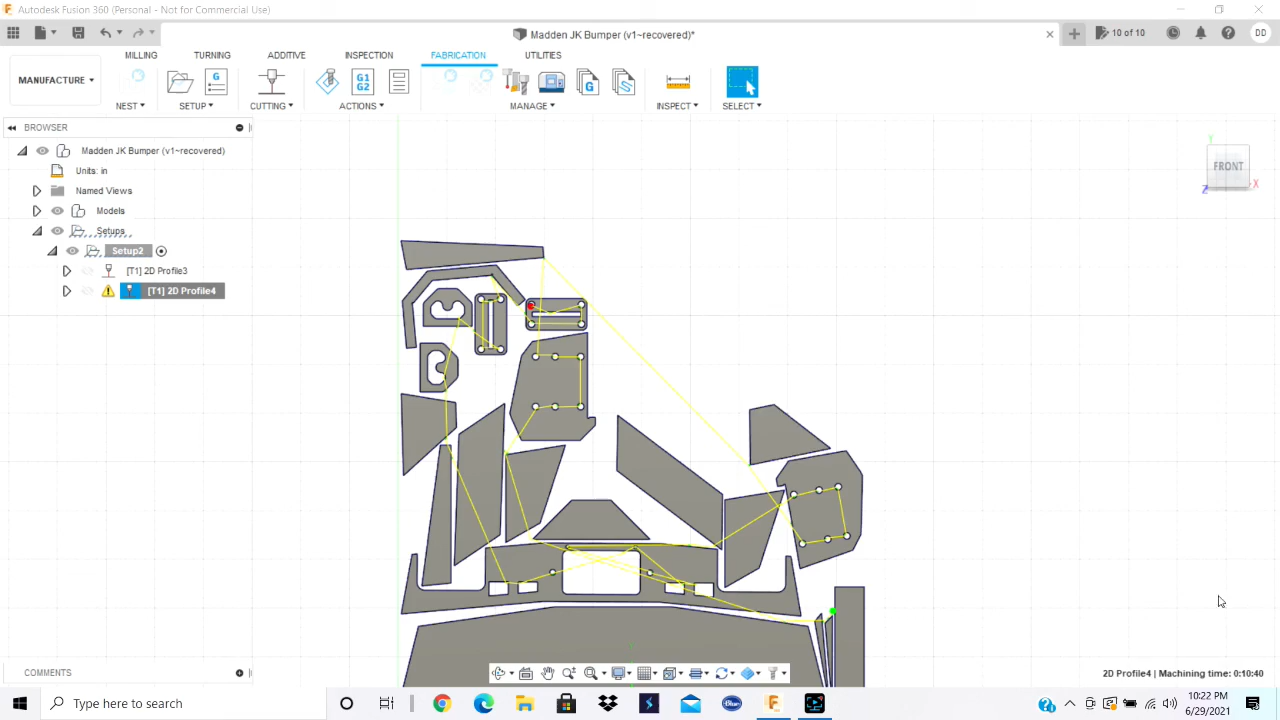 Autodesk Fusion 360 (Personal - Not for Commercial Use)
Madden JK Bumper (v1~recovered)*
10 of 10
DD
MILLING
TURNING
ADDITIVE
INSPECTION
FABRICATION
UTILITIES
MANUFACTURE
G
G1
G2
G
NEST
SETUP
CUTTING
ACTIONS
MANAGE
INSPECT
SELECT
BROWSER
Madden JK Bumper (v1~recovered)
Units: in
Named Views
Models
Setups
Setup2
[T1] 2D Profile3
[T1] 2D Profile4
Y
FRONT
Z
X
COMMENTS
2D Profile4 | Machining time: 0:10:40
Type here to search
10:22 PM
6/29/2021